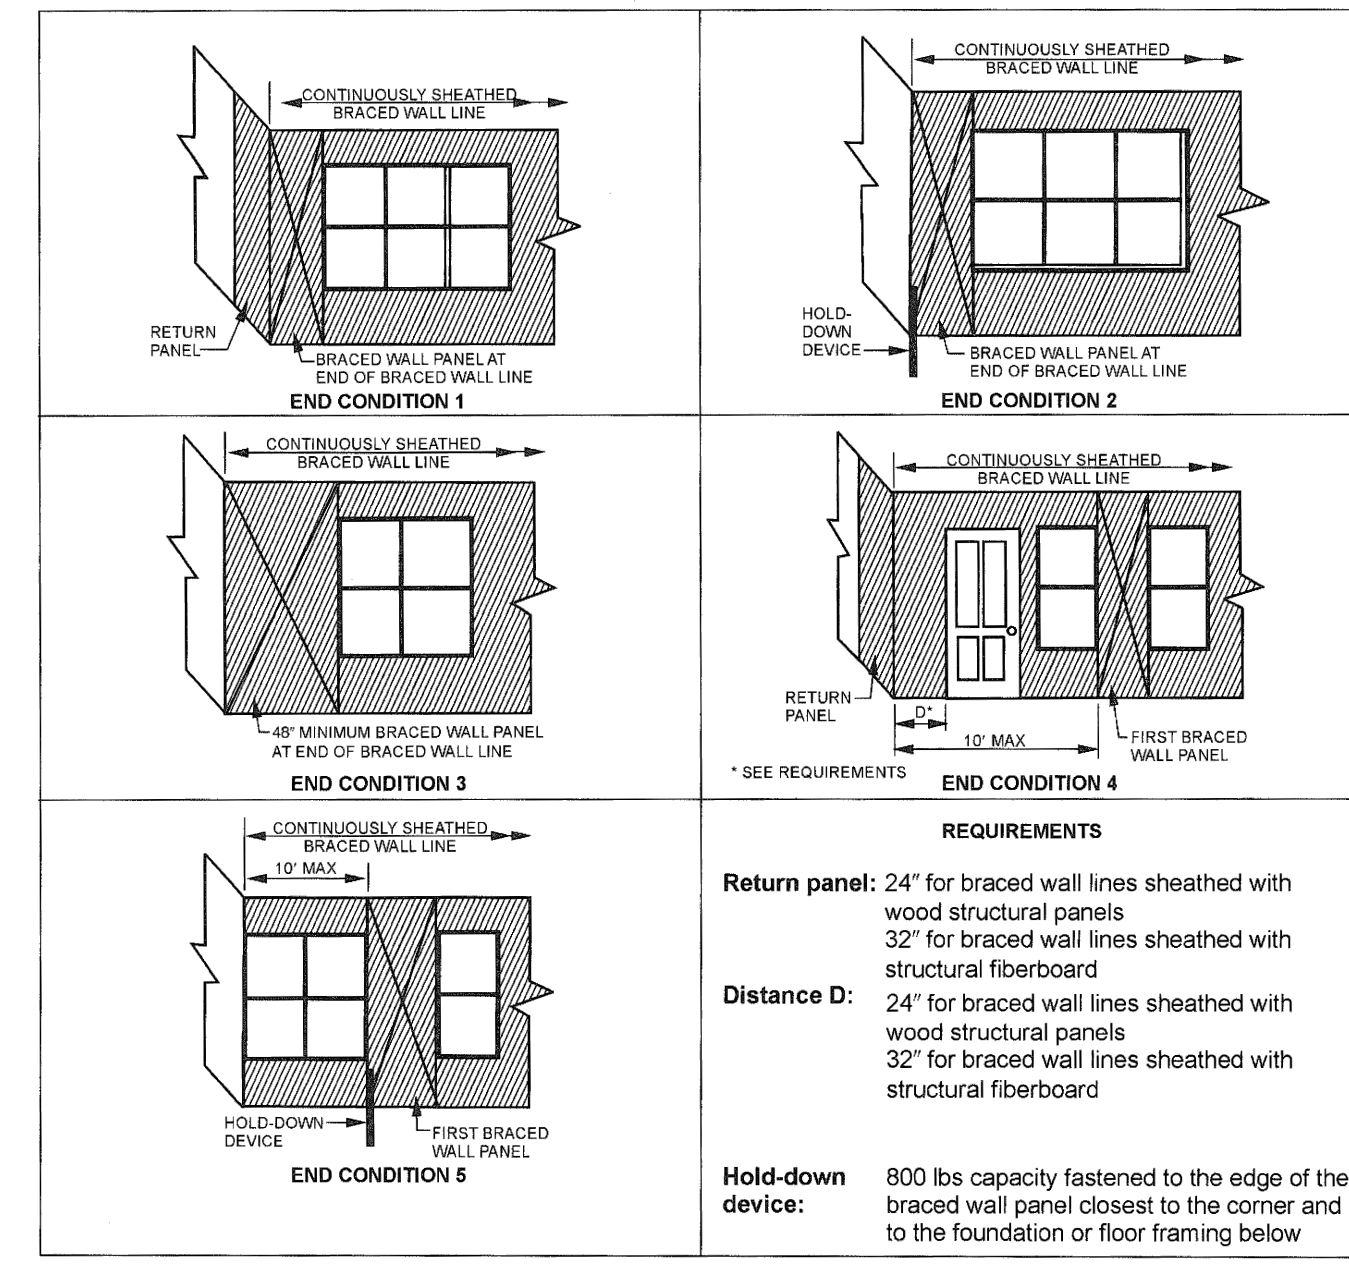 CONTINUOUSLY SHEATHED
BRACED WALL LINE
RETURN
PANEL
BRACED WALL PANEL AT
END OF BRACED WALL LINE
END CONDITION 1
CONTINUOUSLY SHEATHED
BRACED WALL LINE
HOLD-
DOWN
DEVICE
BRACED WALL PANEL AT
END OF BRACED WALL LINE
END CONDITION 2
CONTINUOUSLY SHEATHED
BRACED WALL LINE
48" MINIMUM BRACED WALL PANEL
AT END OF BRACED WALL LINE
END CONDITION 3
CONTINUOUSLY SHEATHED
BRACED WALL LINE
RETURN
PANEL
D*
10' MAX
FIRST BRACED
WALL PANEL
* SEE REQUIREMENTS
END CONDITION 4
CONTINUOUSLY SHEATHED
BRACED WALL LINE
10' MAX
HOLD-DOWN
DEVICE
FIRST BRACED
WALL PANEL
END CONDITION 5
REQUIREMENTS
Return panel: 24" for braced wall lines sheathed with
wood structural panels
32" for braced wall lines sheathed with
structural fiberboard
Distance D: 24" for braced wall lines sheathed with
wood structural panels
32" for braced wall lines sheathed with
structural fiberboard
Hold-down 800 lbs capacity fastened to the edge of the
device: braced wall panel closest to the corner and
to the foundation or floor framing below